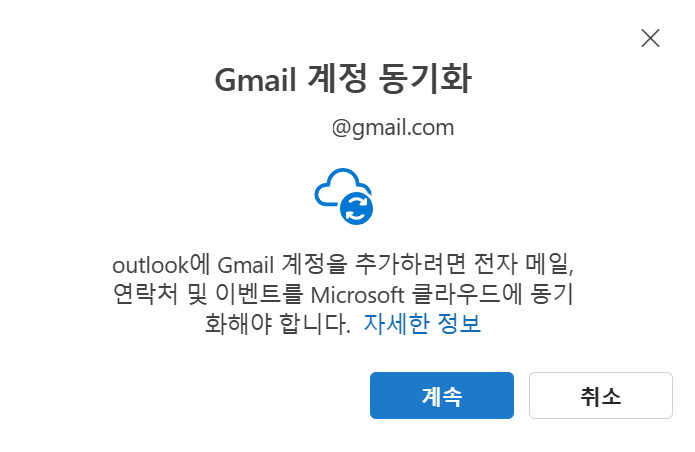 Gmail 계정 동기화
@gmail.com
outlook에 Gmail 계정을 추가하려면 전자 메일,
연락처 및 이벤트를 Microsoft 클라우드에 동기
화해야 합니다. 자세한 정보
계속 취소